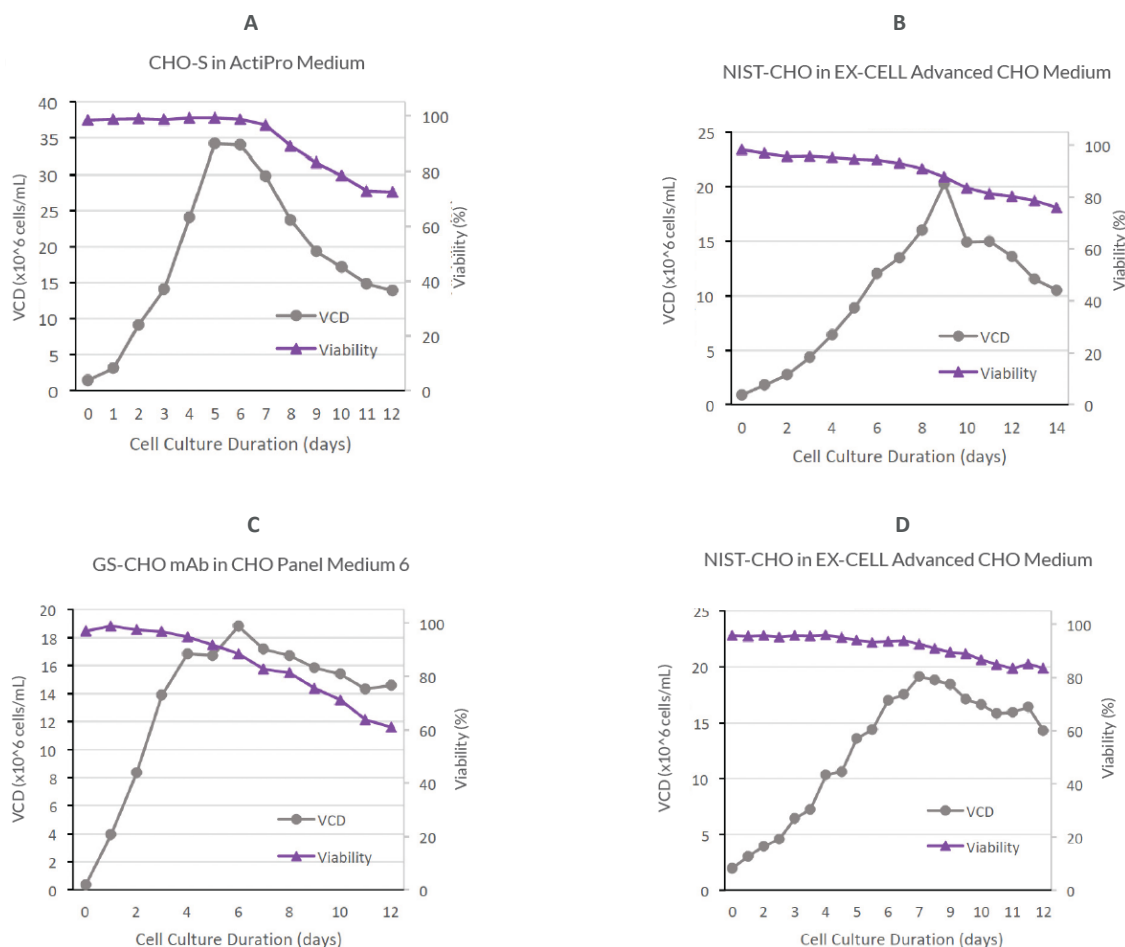 A
CHO-S in ActiPro Medium
40
35
30
25
20
15
10
5
0
100
80
60
40
20
0
VCD (x10^6 cells/mL)
Viability (%)
VCD
Viability
0 1 2 3 4 5 6 7 8 9 10 11 12
Cell Culture Duration (days)
B
NIST-CHO in EX-CELL Advanced CHO Medium
25
20
15
10
5
0
100
80
60
40
20
0
VCD (x10^6 cells/mL)
Viability (%)
VCD
Viability
0 2 4 6 8 10 12 14
Cell Culture Duration (days)
C
GS-CHO mAb in CHO Panel Medium 6
20
18
16
14
12
10
8
6
4
2
0
100
80
60
40
20
0
VCD (x10^6 cells/mL)
Viability (%)
VCD
Viability
0 2 4 6 8 10 12
Cell Culture Duration (days)
D
NIST-CHO in EX-CELL Advanced CHO Medium
25
20
15
10
5
0
100
80
60
40
20
0
VCD (x10^6 cells/mL)
Viability (%)
VCD
Viability
0 2 3 4 5 6 7 9 10 11 12
Cell Culture Duration (days)